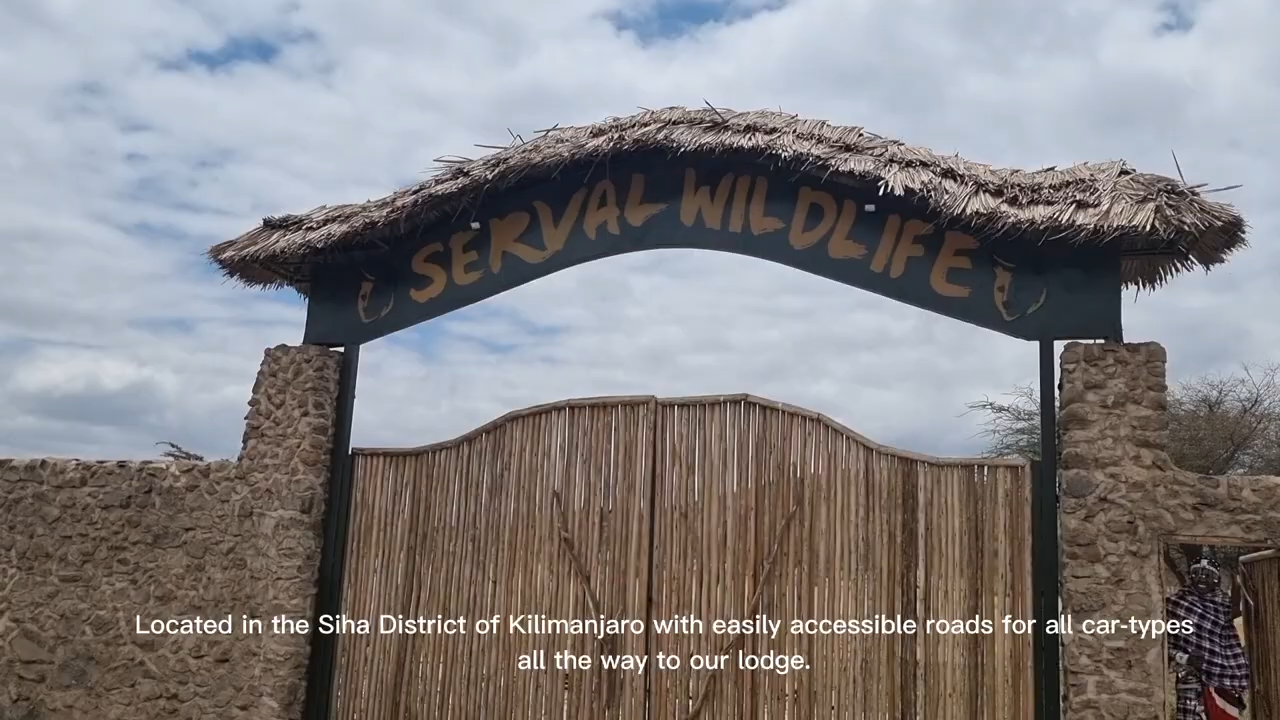 SERVAL WILDLIFE
Located in the Siha District of Kilimanjaro with easily accessible roads for all car-types
all the way to our lodge.